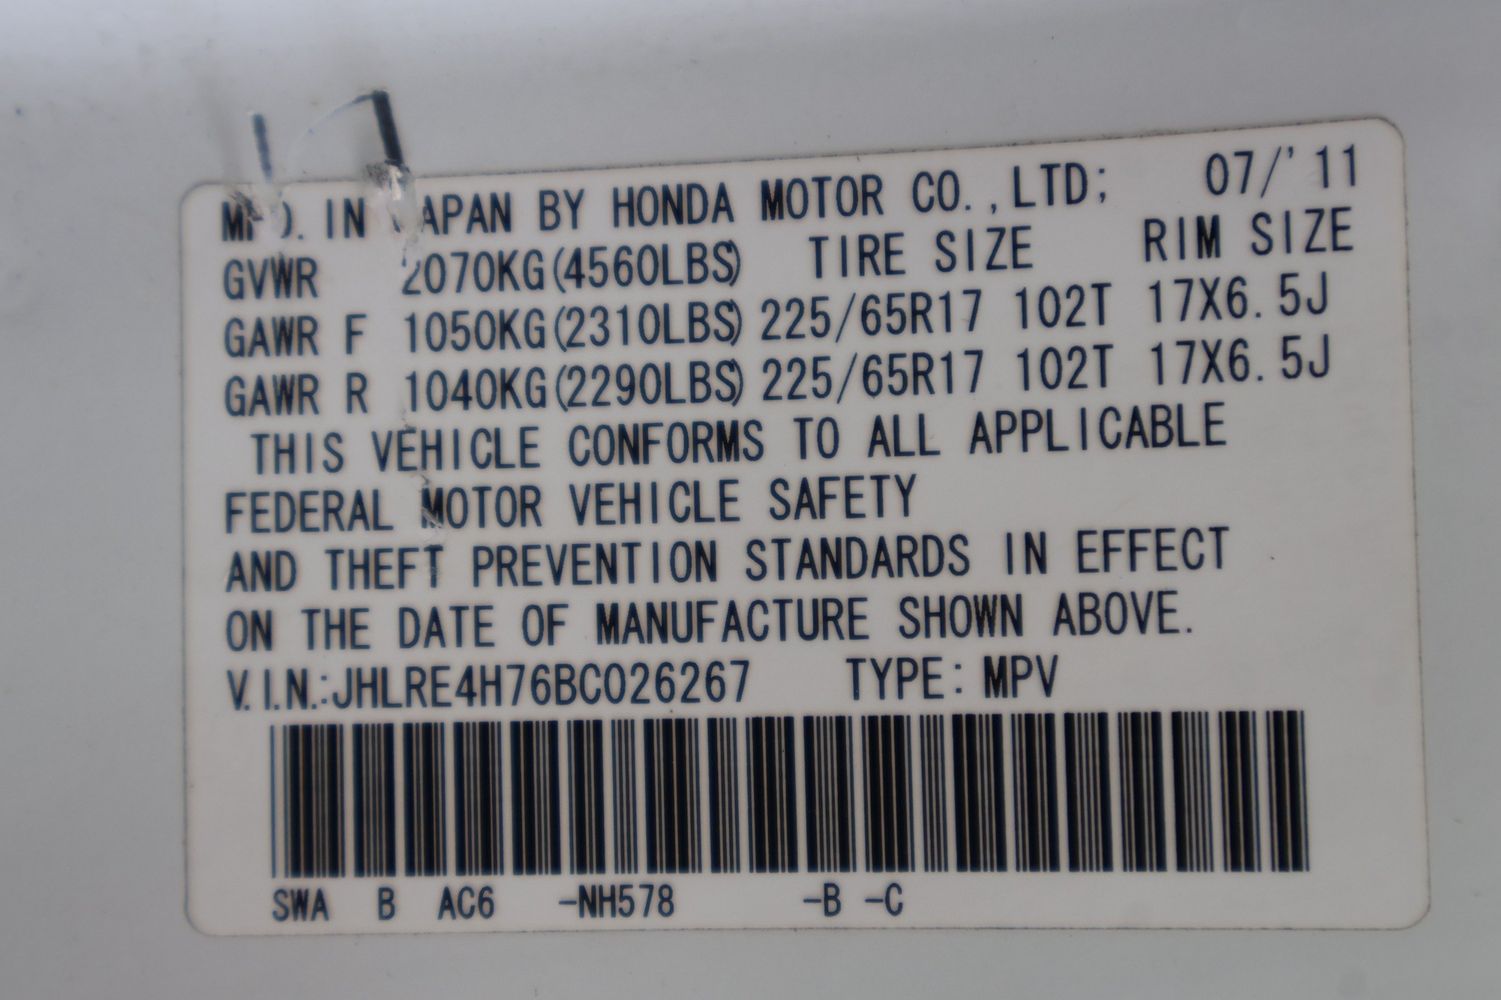 MFD. IN JAPAN BY HONDA MOTOR CO.,LTD; 07/'11
GVWR 2070KG(4560LBS) TIRE SIZE RIM SIZE
GAWR F 1050KG(2310LBS) 225/65R17 102T 17X6.5J
GAWR R 1040KG(2290LBS) 225/65R17 102T 17X6.5J
THIS VEHICLE CONFORMS TO ALL APPLICABLE
FEDERAL MOTOR VEHICLE SAFETY
AND THEFT PREVENTION STANDARDS IN EFFECT
ON THE DATE OF MANUFACTURE SHOWN ABOVE.
V.I.N.:JHLRE4H76BC026267 TYPE: MPV
SWA B AC6 -NH578 -B -C